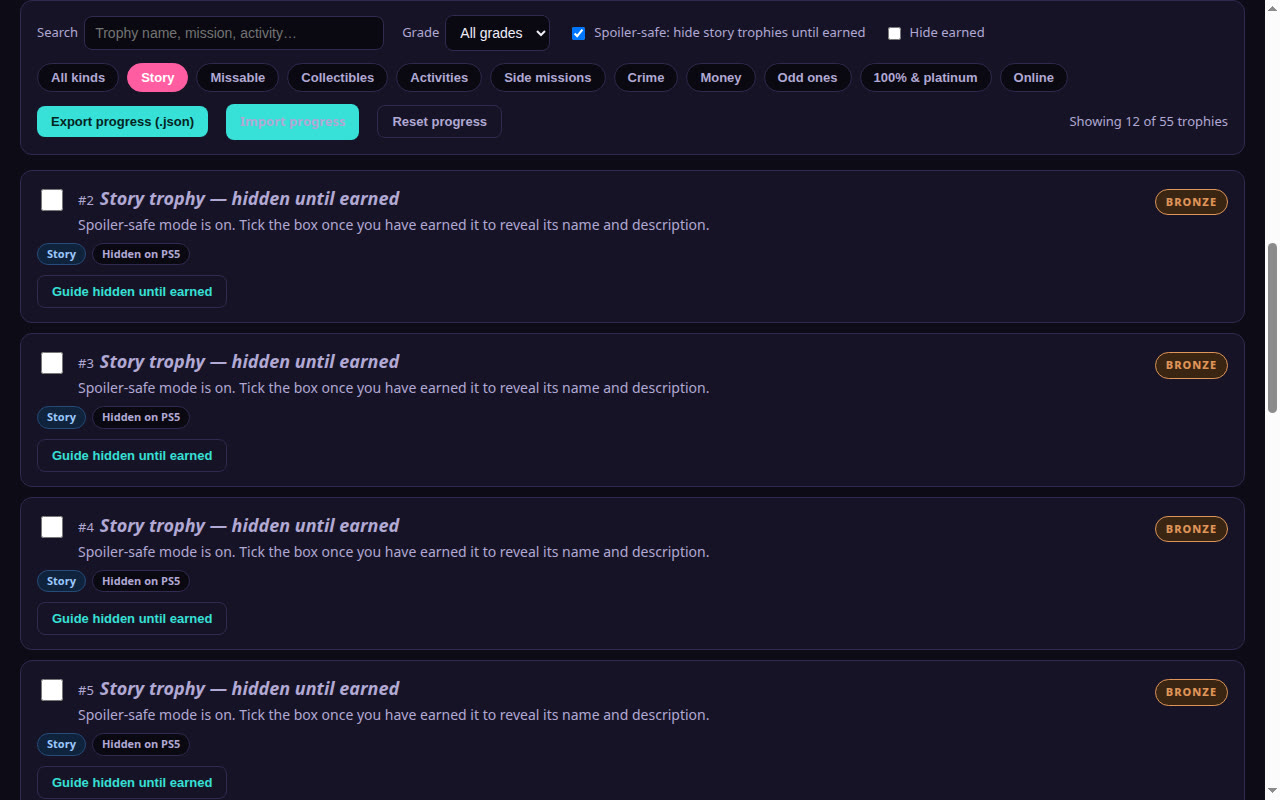 Search Trophy name, mission, activity… Grade All grades Spoiler-safe: hide story trophies until earned Hide earned
All kinds Story Missable Collectibles Activities Side missions Crime Money Odd ones 100% & platinum Online
Export progress (.json) Import progress Reset progress Showing 12 of 55 trophies
#2 Story trophy — hidden until earned BRONZE
Spoiler-safe mode is on. Tick the box once you have earned it to reveal its name and description.
Story Hidden on PS5
Guide hidden until earned
#3 Story trophy — hidden until earned BRONZE
Spoiler-safe mode is on. Tick the box once you have earned it to reveal its name and description.
Story Hidden on PS5
Guide hidden until earned
#4 Story trophy — hidden until earned BRONZE
Spoiler-safe mode is on. Tick the box once you have earned it to reveal its name and description.
Story Hidden on PS5
Guide hidden until earned
#5 Story trophy — hidden until earned BRONZE
Spoiler-safe mode is on. Tick the box once you have earned it to reveal its name and description.
Story Hidden on PS5
Guide hidden until earned